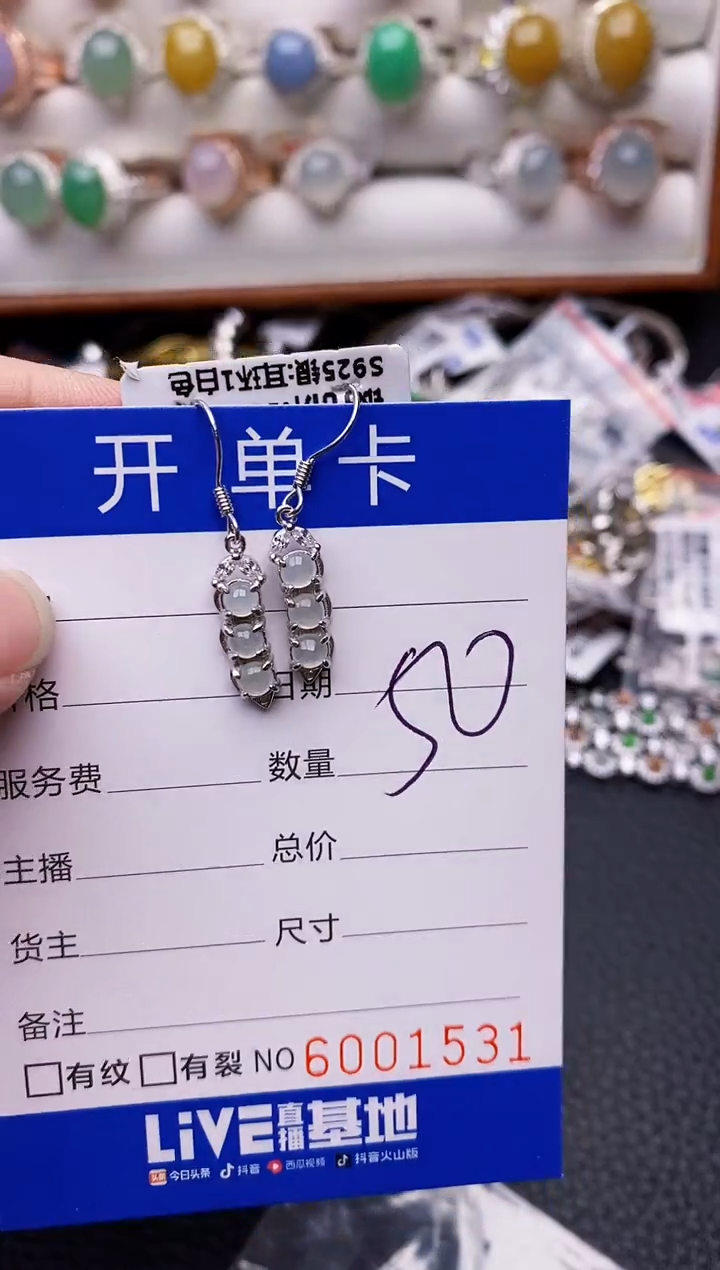 S925银:耳环1白色
开单卡
格
日期
50
服务费
数量
主播
总价
货主
尺寸
备注
有纹 有裂 NO 6001531
LiVE直播基地
头条 今日头条 抖音 西瓜视频 抖音火山版